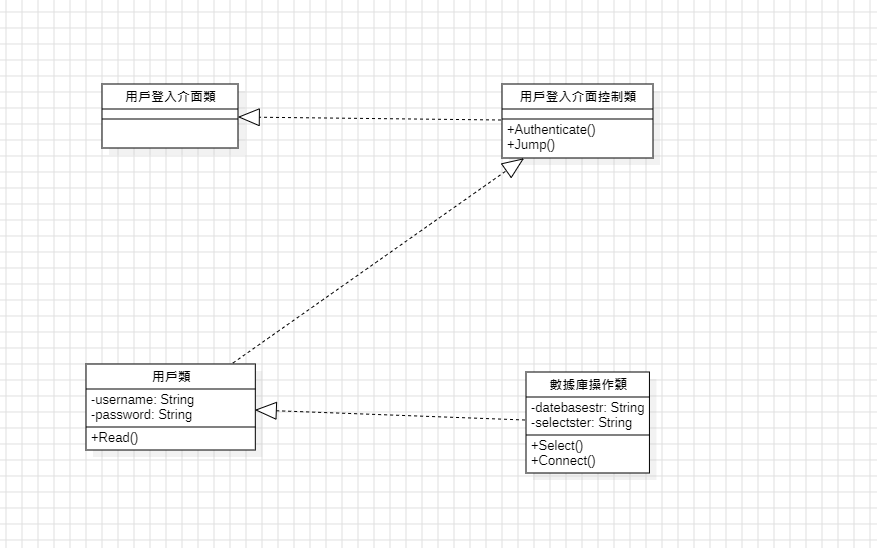 用戶登入介面類
用戶登入介面控制類
+Authenticate()
+Jump()
用戶類
-username: String
-password: String
+Read()
數據庫操作類
-datebasestr: String
-selectster: String
+Select()
+Connect()